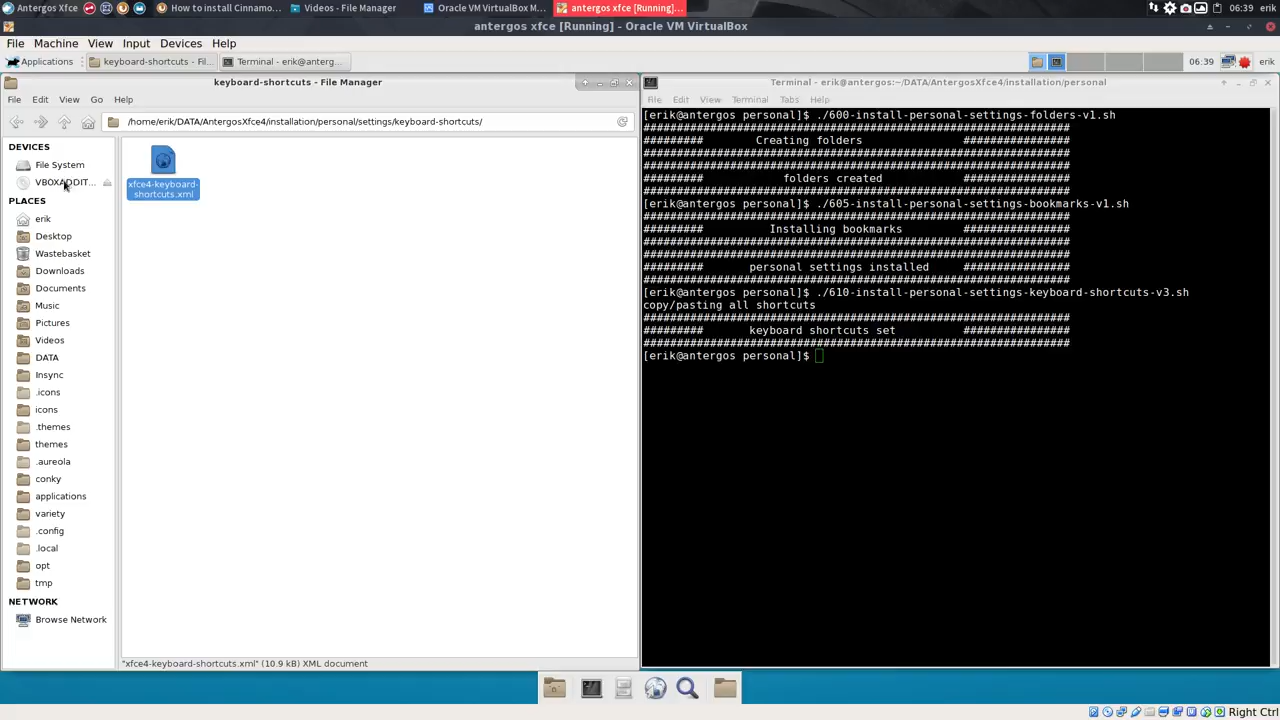 Antergos Xfce
How to install Cinnamo...
Videos - File Manager
Oracle VM VirtualBox M...
antergos xfce [Running]...
06:39 erik
antergos xfce [Running] - Oracle VM VirtualBox
File Machine View Input Devices Help
Applications
keyboard-shortcuts - Fil...
Terminal - erik@anterg...
06:39
erik
keyboard-shortcuts - File Manager
File Edit View Go Help
/home/erik/DATA/AntergosXfce4/installation/personal/settings/keyboard-shortcuts/
DEVICES
File System
VBOXADDIT...
PLACES
erik
Desktop
Wastebasket
Downloads
Documents
Music
Pictures
Videos
DATA
Insync
.icons
icons
.themes
themes
.aureola
conky
applications
variety
.config
.local
opt
tmp
NETWORK
Browse Network
xfce4-keyboard-
shortcuts.xml
"xfce4-keyboard-shortcuts.xml" (10.9 kB) XML document
Terminal - erik@antergos:~/DATA/AntergosXfce4/installation/personal
File Edit View Terminal Tabs Help
[erik@antergos personal]$ ./600-install-personal-settings-folders-v1.sh
################################################################
######### Creating folders ################
################################################################
################################################################
######### folders created ################
################################################################
[erik@antergos personal]$ ./605-install-personal-settings-bookmarks-v1.sh
################################################################
######### Installing bookmarks ################
################################################################
################################################################
######### personal settings installed ################
################################################################
[erik@antergos personal]$ ./610-install-personal-settings-keyboard-shortcuts-v3.sh
copy/pasting all shortcuts
################################################################
######### keyboard shortcuts set ################
################################################################
[erik@antergos personal]$
Right Ctrl